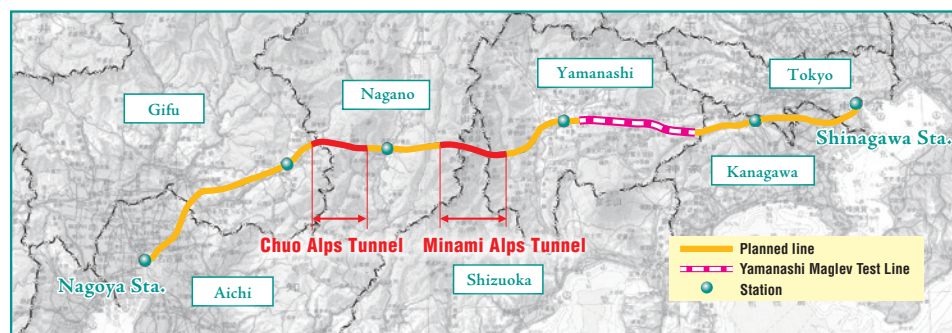 Tokyo
Yamanashi
Nagano
Gifu
Shinagawa Sta.
Kanagawa
Chuo Alps Tunnel
Minami Alps Tunnel
Planned line
Yamanashi Maglev Test Line
Station
Shizuoka
Nagoya Sta.
Aichi